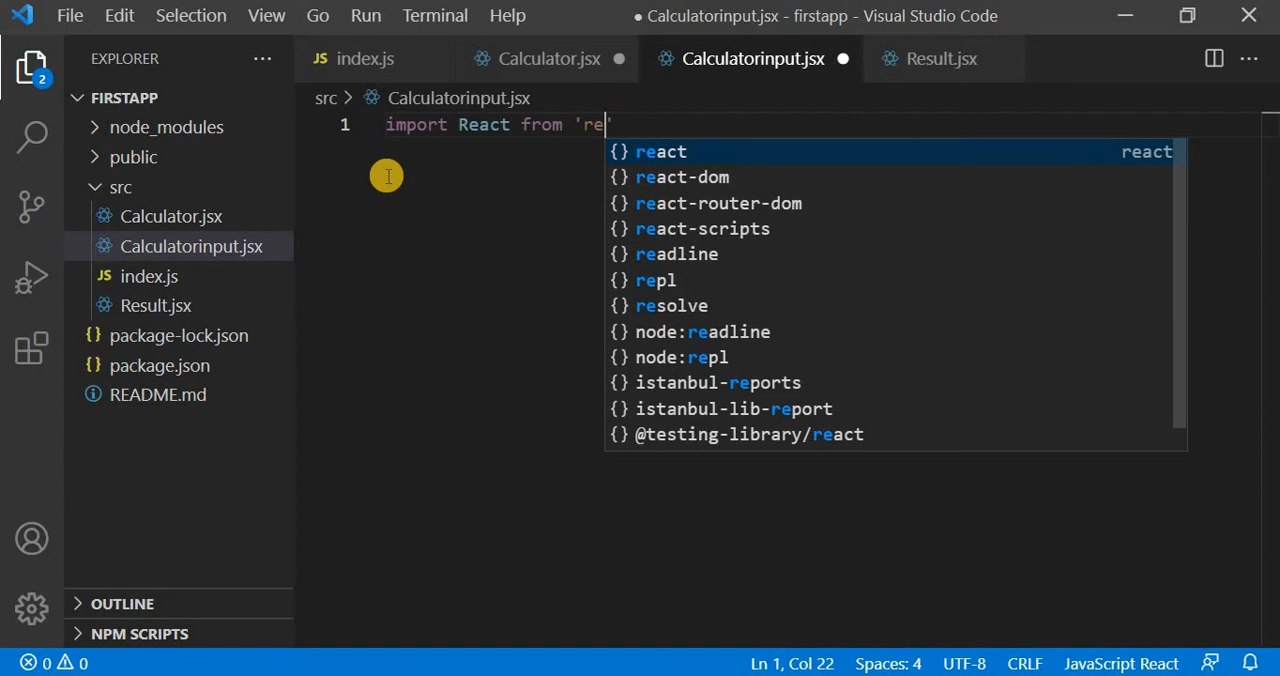 File Edit Selection View Go Run Terminal Help ● Calculatorinput.jsx - firstapp - Visual Studio Code
EXPLORER ···
JS index.js Calculator.jsx ● Calculatorinput.jsx ● Result.jsx ···
2
FIRSTAPP
src > Calculatorinput.jsx
node_modules
public
src
Calculator.jsx
Calculatorinput.jsx
JS index.js
Result.jsx
{} package-lock.json
{} package.json
README.md
OUTLINE
NPM SCRIPTS
1 import React from 're'
{} react react
{} react-dom
{} react-router-dom
{} react-scripts
{} readline
{} repl
{} resolve
{} node:readline
{} node:repl
{} istanbul-reports
{} istanbul-lib-report
{} @testing-library/react
0 0 Ln 1, Col 22 Spaces: 4 UTF-8 CRLF JavaScript React